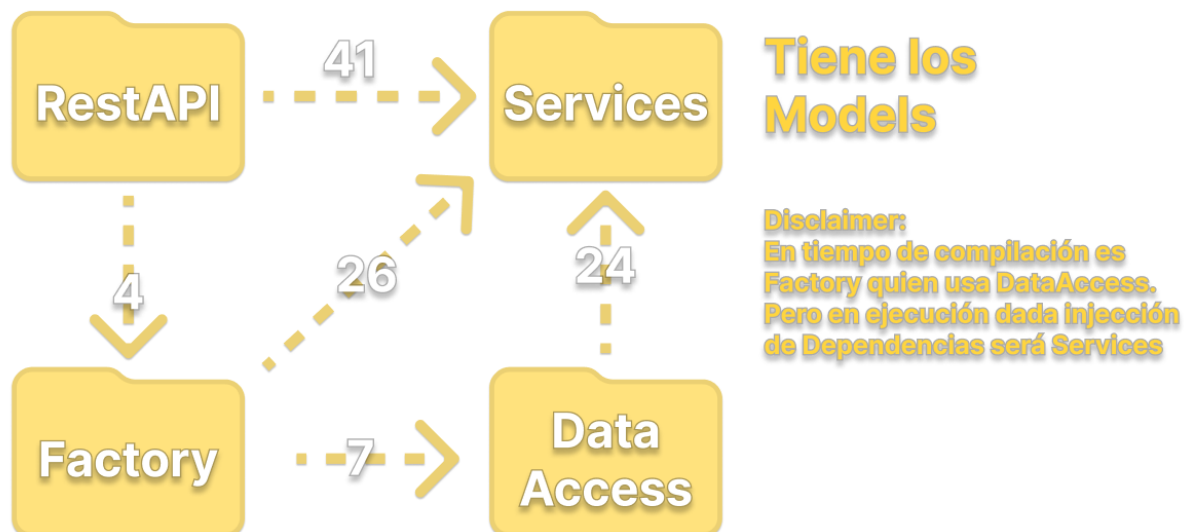 RestAPI
41
Services
Tiene los
Models
Disclaimer:
En tiempo de compilación es
Factory quien usa DataAccess.
Pero en ejecución dada injección
de Dependencias será Services
4
26
24
Factory
7
Data
Access